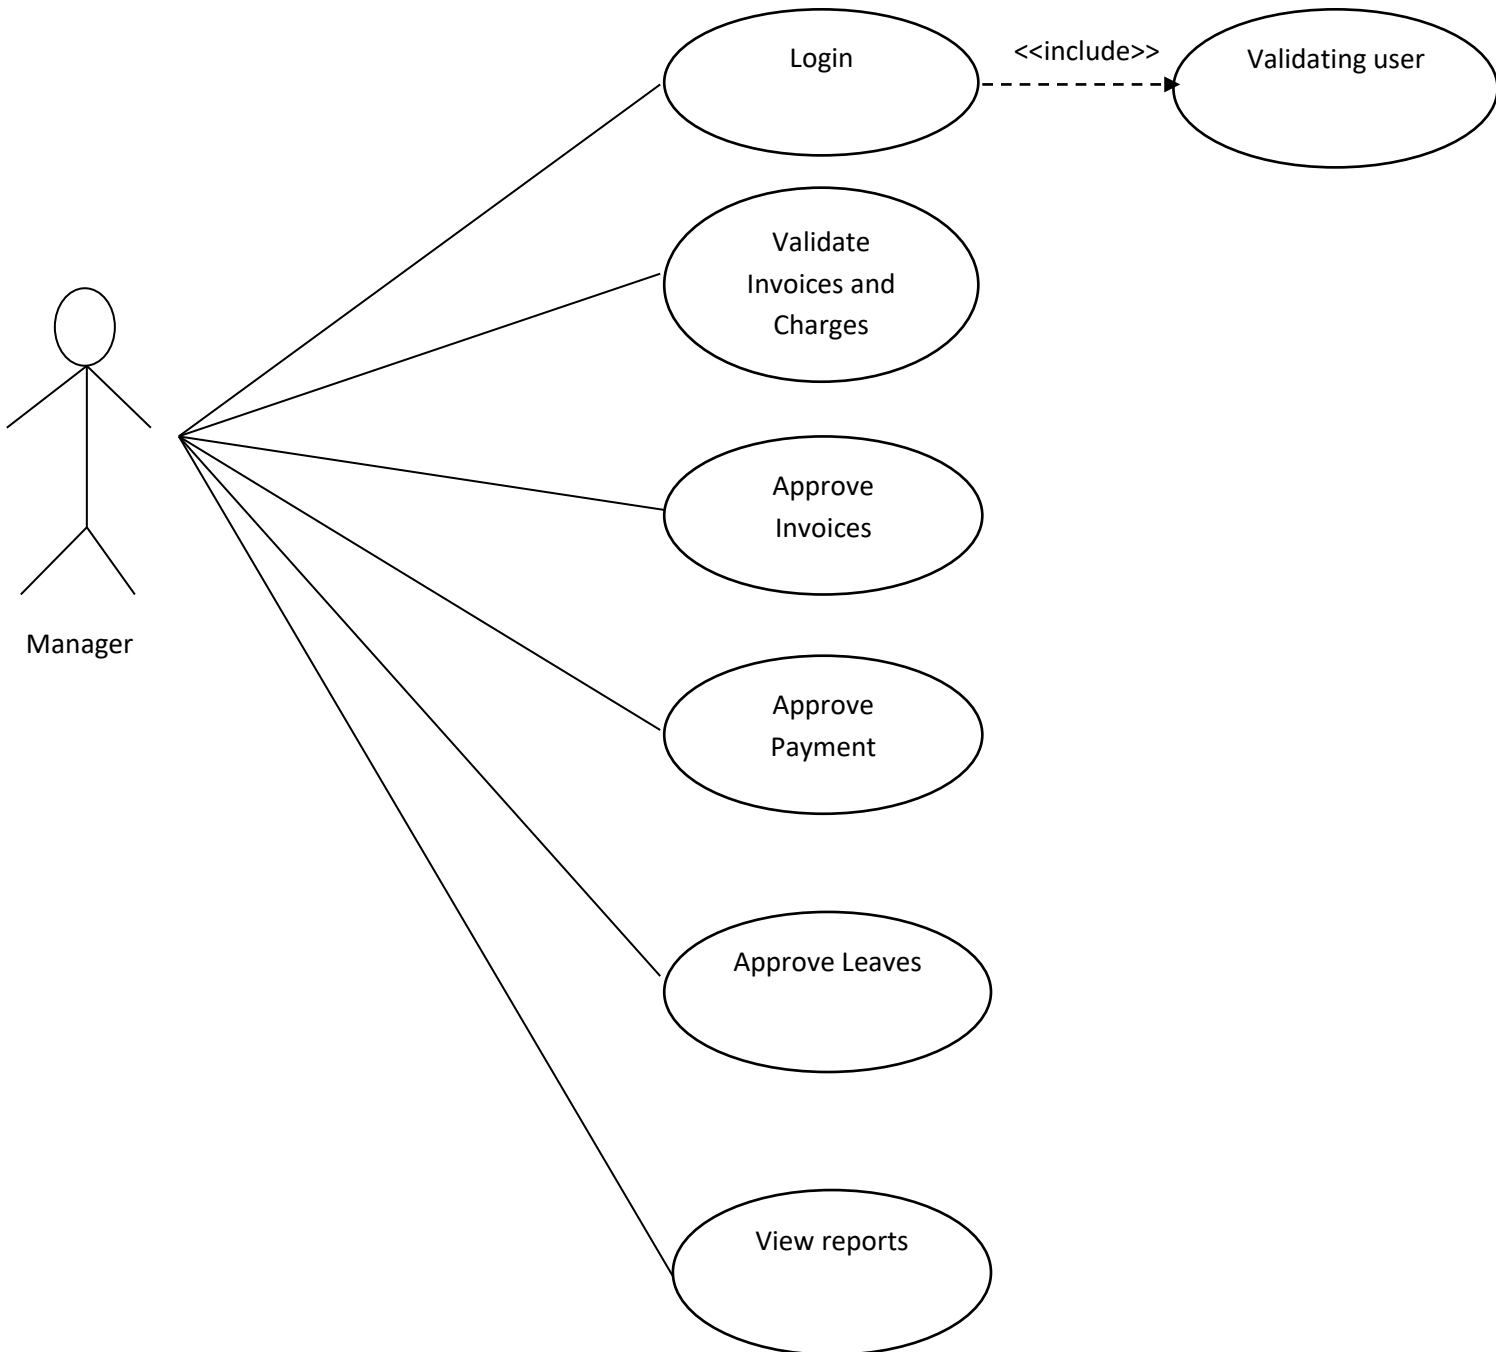 Login
<<include>>
Validating user
Validate
Invoices and
Charges
Approve
Invoices
Manager
Approve
Payment
Approve Leaves
View reports